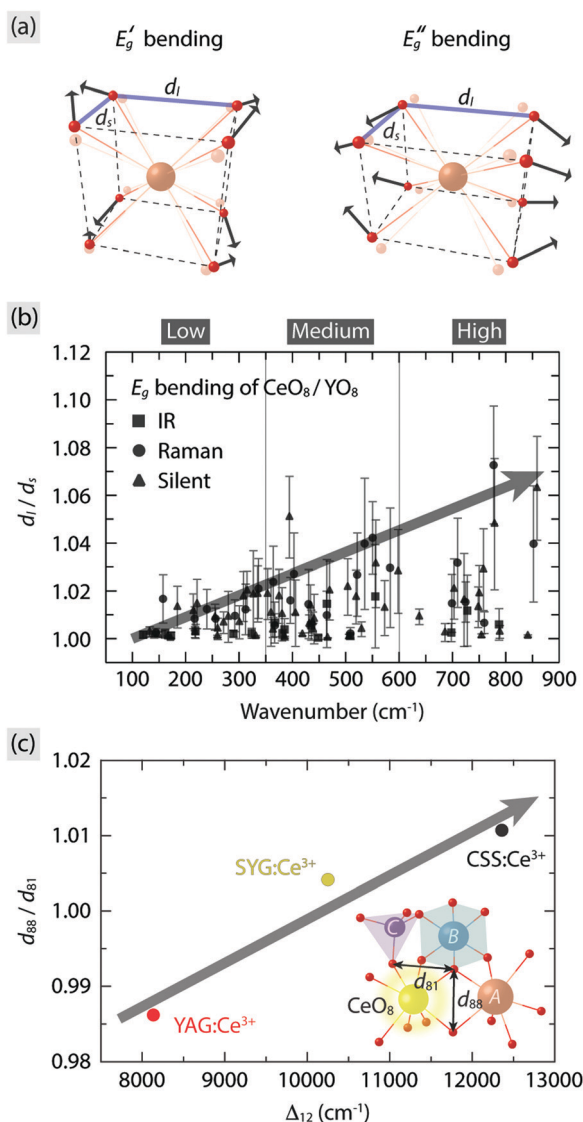 (a)
E_g′ bending
E_g″ bending
d_l
d_s
d_l
d_s
(b)
Low
Medium
High
1.12
1.10
1.08
1.06
1.04
1.02
1.00
d_l / d_s
E_g bending of CeO₈ / YO₈
IR
Raman
Silent
100 200 300 400 500 600 700 800 900
Wavenumber (cm⁻¹)
(c)
1.02
1.01
1.00
0.99
0.98
d₈₈ / d₈₁
SYG:Ce³⁺
CSS:Ce³⁺
YAG:Ce³⁺
C
B
d₈₁
CeO₈
d₈₈
A
8000 9000 10000 11000 12000 13000
Δ₁₂ (cm⁻¹)